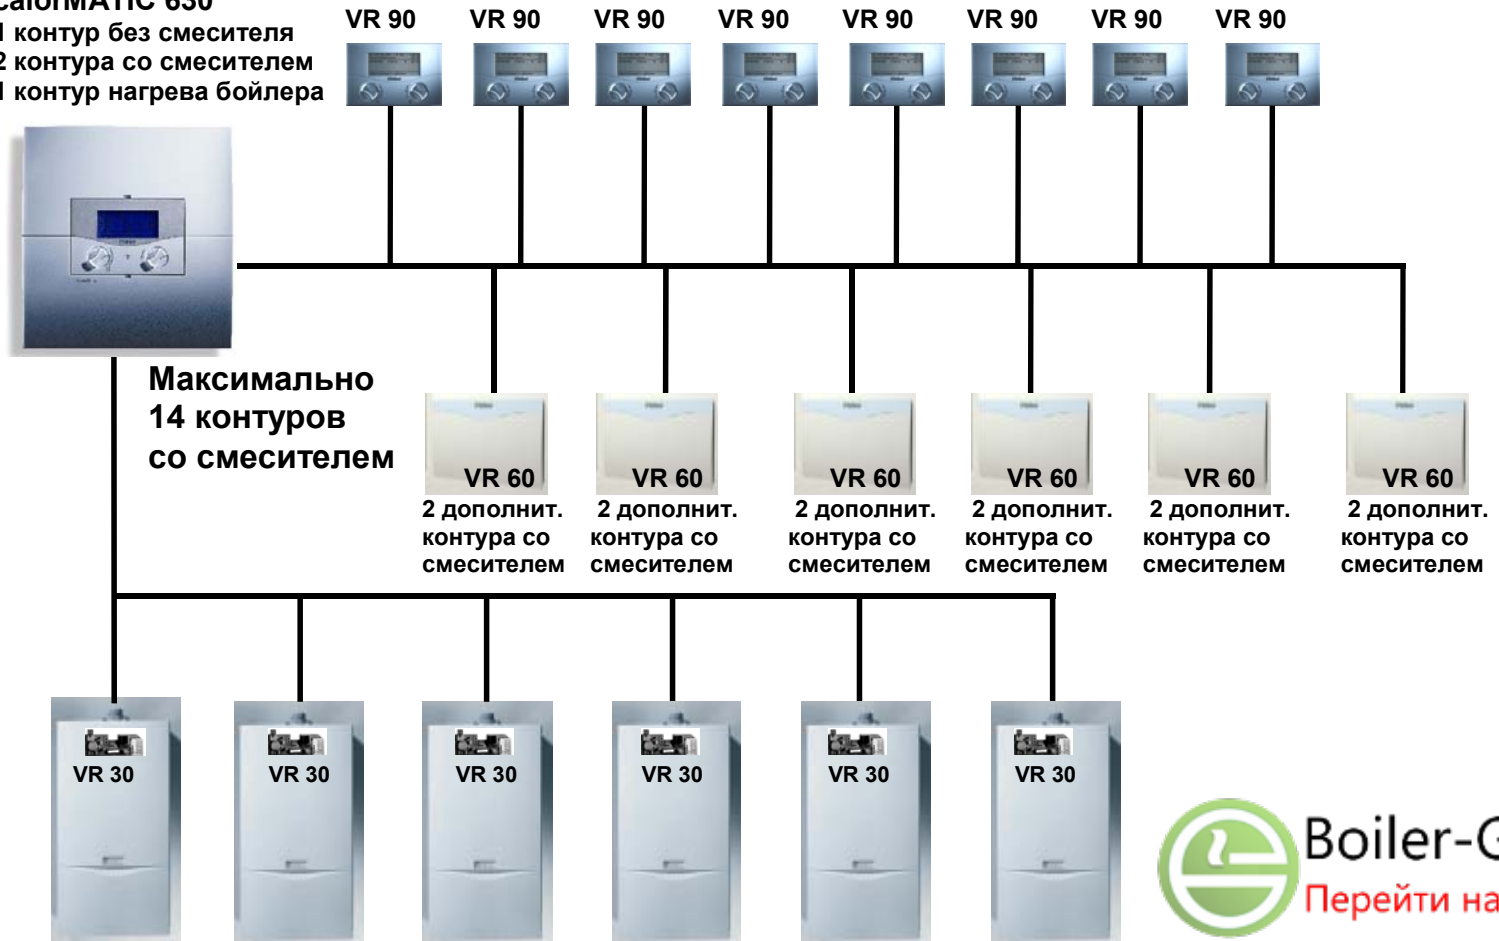 calorMATIC 630
1 контур без смесителя
2 контура со смесителем
1 контур нагрева бойлера
VR 90 VR 90 VR 90 VR 90 VR 90 VR 90 VR 90 VR 90
Максимально
14 контуров
со смесителем
VR 60 VR 60 VR 60 VR 60 VR 60 VR 60
2 дополнит. 2 дополнит. 2 дополнит. 2 дополнит. 2 дополнит. 2 дополнит.
контура со контура со контура со контура со контура со контура со
смесителем смесителем смесителем смесителем смесителем смесителем
VR 30 VR 30 VR 30 VR 30 VR 30 VR 30
Boiler-G
Перейти на